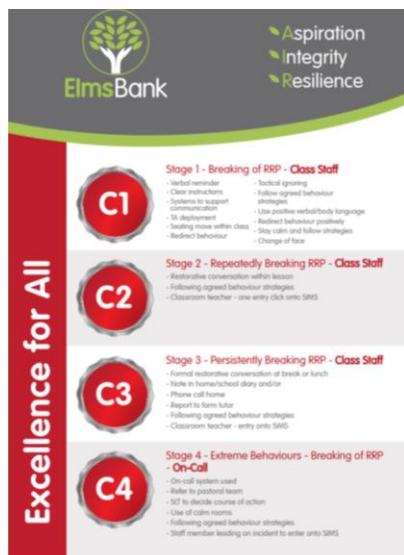 Aspiration
Integrity
Resilience
ElmsBank
Excellence for All
C1
Stage 1 - Breaking of RRP - Class Staff
- Verbal reminder
- Clear instructions
- Systems to support
communication
- TA deployment
- Seating move within class
- Redirect behaviour
- Tactical ignoring
- Follow agreed behaviour
strategies
- Use positive verbal/body language
- Redirect behaviour positively
- Stay calm and follow strategies
- Change of face
C2
Stage 2 - Repeatedly Breaking RRP - Class Staff
- Restorative conversation within lesson
- Following agreed behaviour strategies
- Classroom teacher - one entry click onto SIMS
C3
Stage 3 - Persistently Breaking RRP - Class Staff
- Formal restorative conversation at break or lunch
- Note in home/school diary and/or
- Phone call home
- Report to form tutor
- Following agreed behaviour strategies
- Classroom teacher - entry onto SIMS
C4
Stage 4 - Extreme Behaviours - Breaking of RRP
- On-Call
- On-call system used
- Refer to pastoral team
- SLT to decide course of action
- Use of calm rooms
- Following agreed behaviour strategies
- Staff member leading on incident to enter onto SIMS